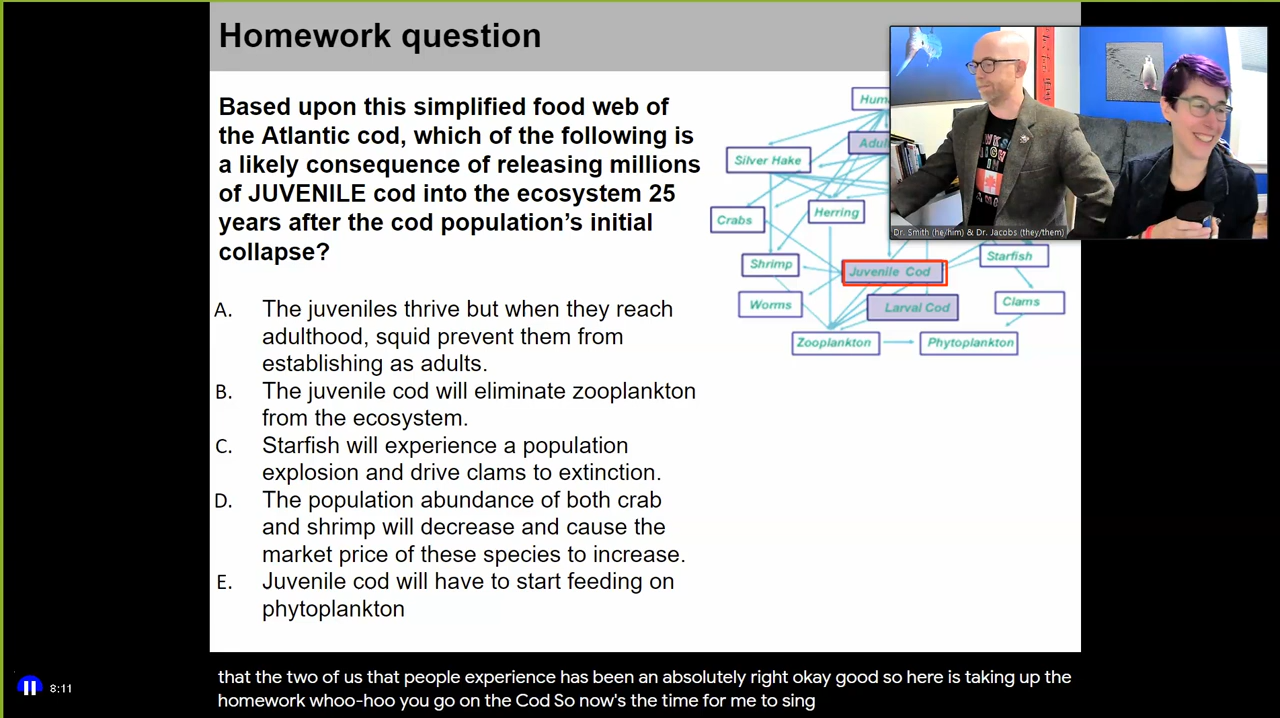 Homework question
Based upon this simplified food web of
the Atlantic cod, which of the following is
a likely consequence of releasing millions
of JUVENILE cod into the ecosystem 25
years after the cod population's initial
collapse?
A. The juveniles thrive but when they reach
adulthood, squid prevent them from
establishing as adults.
B. The juvenile cod will eliminate zooplankton
from the ecosystem.
C. Starfish will experience a population
explosion and drive clams to extinction.
D. The population abundance of both crab
and shrimp will decrease and cause the
market price of these species to increase.
E. Juvenile cod will have to start feeding on
phytoplankton
Silver Hake
Crabs
Herring
Shrimp
Juvenile Cod
Starfish
Worms
Larval Cod
Clams
Zooplankton
Phytoplankton
Dr. Smith (he/him) & Dr. Jacobs (they/them)
that the two of us that people experience has been an absolutely right okay good so here is taking up the
homework whoo-hoo you go on the Cod So now's the time for me to sing
8:11